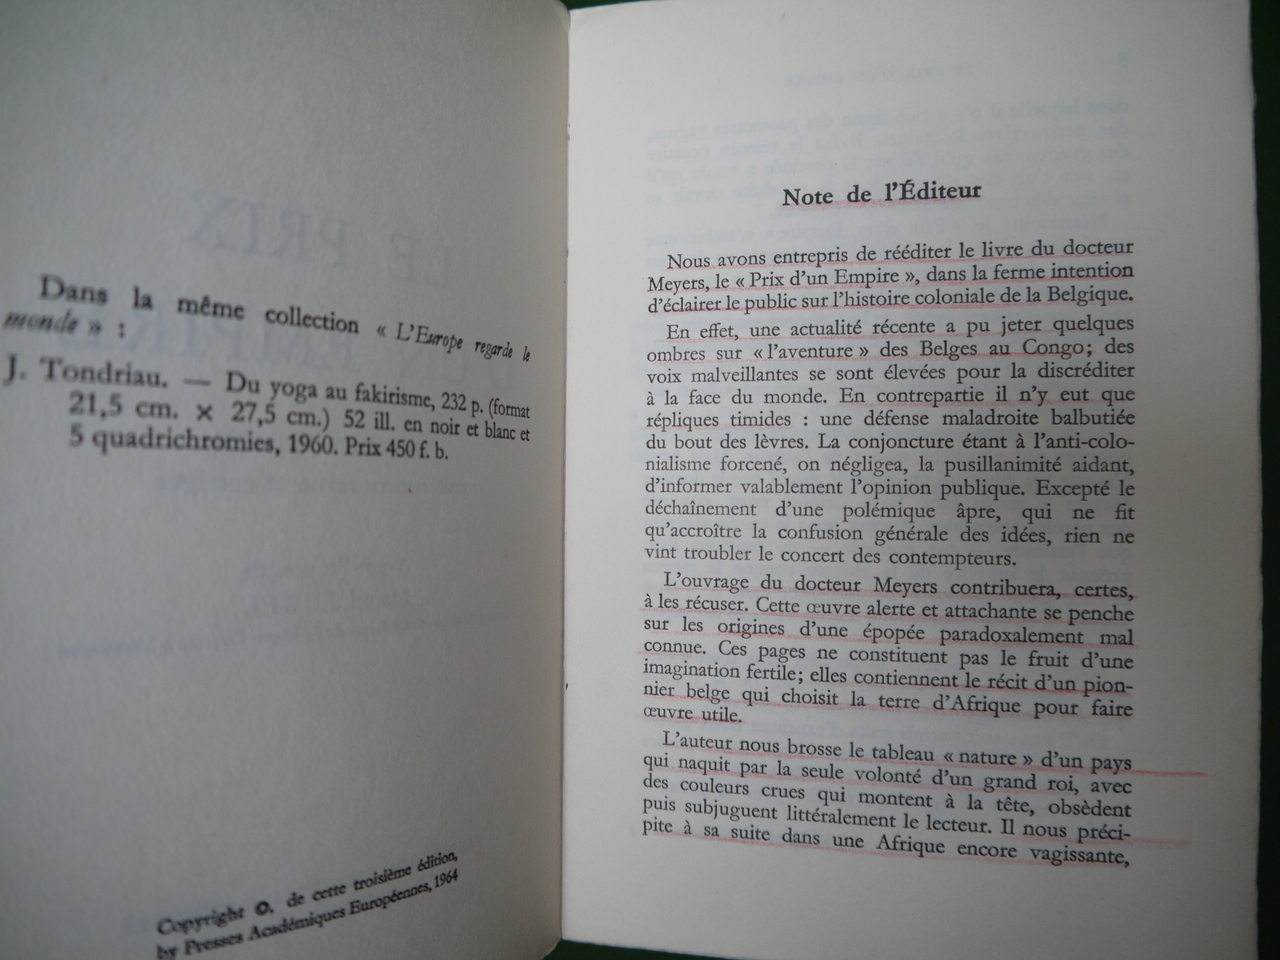 Dans la même collection « L'Europe regarde le
monde » :
J. Tondriau. — Du yoga au fakirisme, 232 p. (format
21,5 cm. × 27,5 cm.) 52 ill. en noir et blanc et
5 quadrichromies, 1960. Prix 450 f. b.
Copyright ©, de cette troisième édition,
by Presses Académiques Européennes, 1964
Note de l'Éditeur
Nous avons entrepris de rééditer le livre du docteur
Meyers, le « Prix d'un Empire », dans la ferme intention
d'éclairer le public sur l'histoire coloniale de la Belgique.
En effet, une actualité récente a pu jeter quelques
ombres sur « l'aventure » des Belges au Congo; des
voix malveillantes se sont élevées pour la discréditer
à la face du monde. En contrepartie il n'y eut que
répliques timides : une défense maladroite balbutiée
du bout des lèvres. La conjoncture étant à l'anti-colo-
nialisme forcené, on négligea, la pusillanimité aidant,
d'informer valablement l'opinion publique. Excepté le
déchaînement d'une polémique âpre, qui ne fit
qu'accroître la confusion générale des idées, rien ne
vint troubler le concert des contempteurs.
L'ouvrage du docteur Meyers contribuera, certes,
à les récuser. Cette œuvre alerte et attachante se penche
sur les origines d'une épopée paradoxalement mal
connue. Ces pages ne constituent pas le fruit d'une
imagination fertile; elles contiennent le récit d'un pion-
nier belge qui choisit la terre d'Afrique pour faire
œuvre utile.
L'auteur nous brosse le tableau « nature » d'un pays
qui naquit par la seule volonté d'un grand roi, avec
des couleurs crues qui montent à la tête, obsèdent
puis subjuguent littéralement le lecteur. Il nous préci-
pite à sa suite dans une Afrique encore vagissante,